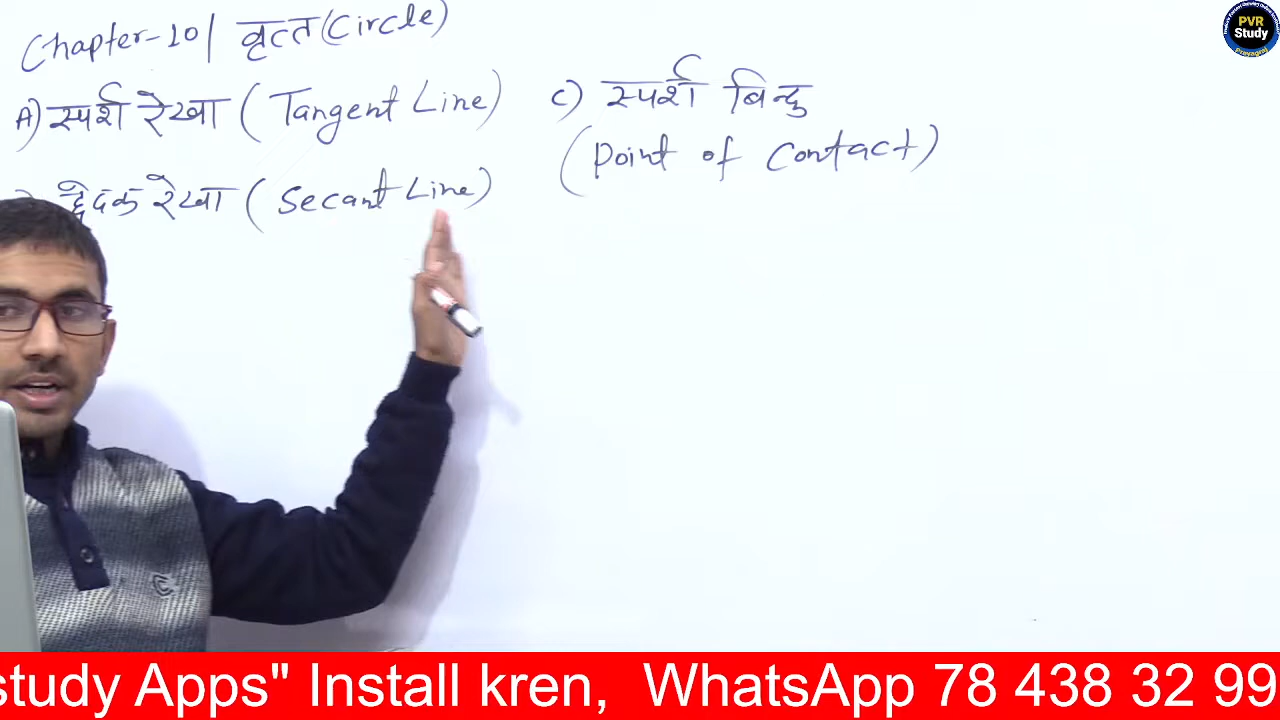 Chapter-10| वृत्त (Circle)
A) स्पर्श रेखा (Tangent Line)
छेदक रेखा (Secant Line)
C) स्पर्श बिन्दु
(Point of Contact)
PVR
Study
Prayagraj
study Apps" Install kren, WhatsApp 78 438 32 99